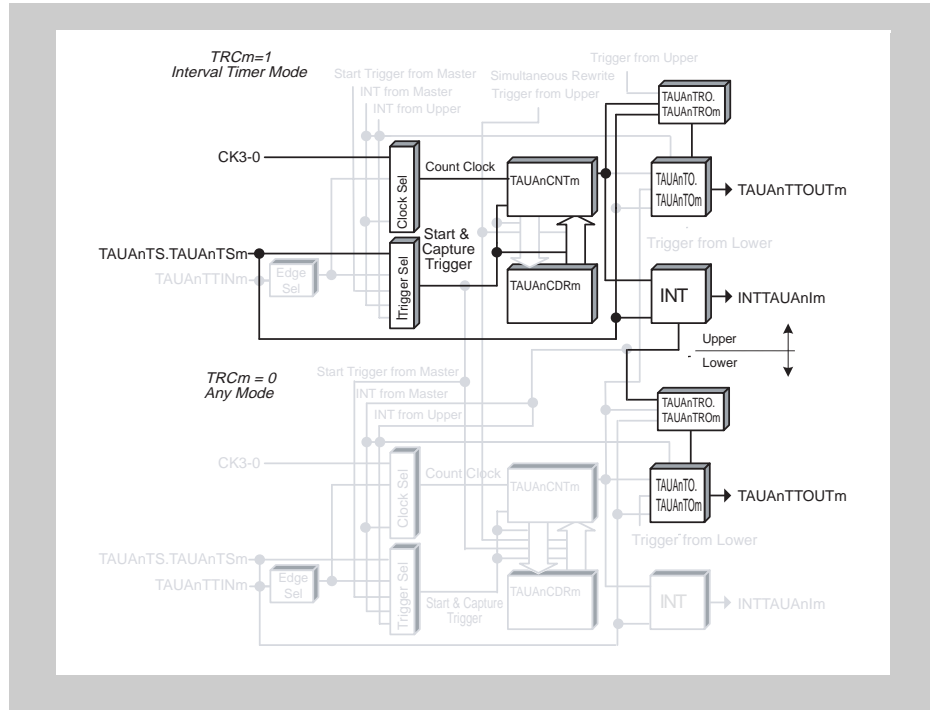 TRCm=1
Interval Timer Mode
Trigger from Upper
Start Trigger from Master
Simultaneous Rewrite
Trigger from Upper
INT from Master
INT from Upper
TAUAnTRO.
TAUAnTROm
CK3-0
Clock Sel
Count Clock
TAUAnCNTm
TAUAnTO.
TAUAnTOm
TAUAnTTOUTm
TAUAnTS.TAUAnTSm
Start &
Capture
Trigger
Trigger from Lower
TAUAnTTINm
Edge
Sel
Trigger Sel
TAUAnCDRm
INT
INTTAUAnIm
Upper
Lower
TRCm = 0
Any Mode
Start Trigger from Master
INT from Master
INT from Upper
TAUAnTRO.
TAUAnTROm
CK3-0
Clock Sel
Count Clock
TAUAnCNTm
TAUAnTO.
TAUAnTOm
TAUAnTTOUTm
Trigger from Lower
TAUAnTS.TAUAnTSm
TAUAnTTINm
Edge
Sel
Trigger Sel
Start & Capture
Trigger
TAUAnCDRm
INT
INTTAUAnIm